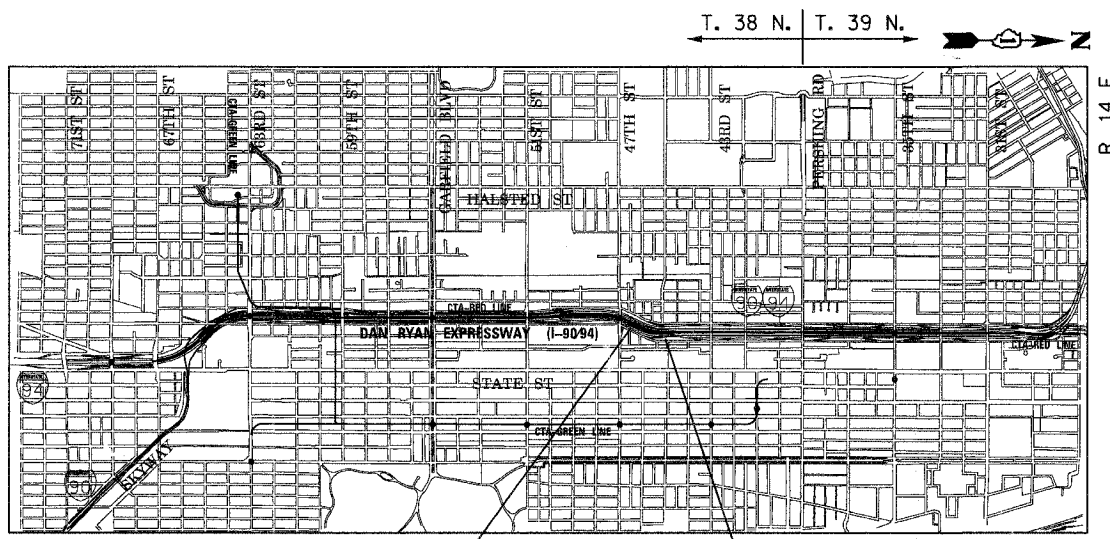 T. 38 N. T. 39 N.
N
R 14 E
71ST ST
67TH ST
63RD ST
59TH ST
GARFIELD BLVD
51ST ST
47TH ST
43RD ST
PERSHING RD
35TH ST
31ST ST
CTA-GREEN LINE
HALSTED ST
CTA-RED LINE
90 94
DAN RYAN EXPRESSWAY (I-90/94)
CTA-RED LINE
94
STATE ST
CTA-GREEN LINE
90
SKYWAY